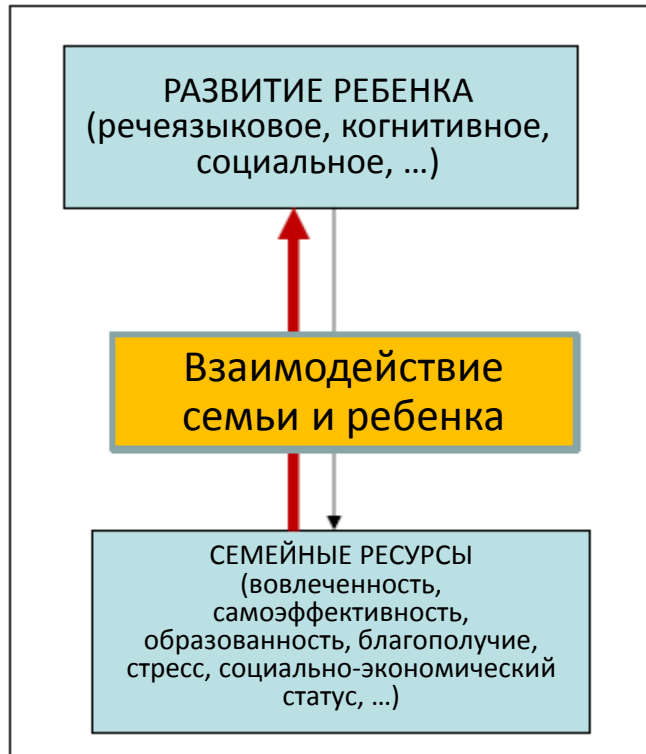 РАЗВИТИЕ РЕБЕНКА
(речеязыковое, когнитивное,
социальное, ...)
Взаимодействие
семьи и ребенка
СЕМЕЙНЫЕ РЕСУРСЫ
(вовлеченность,
самоэффективность,
образованность, благополучие,
стресс, социально-экономический
статус, ...)